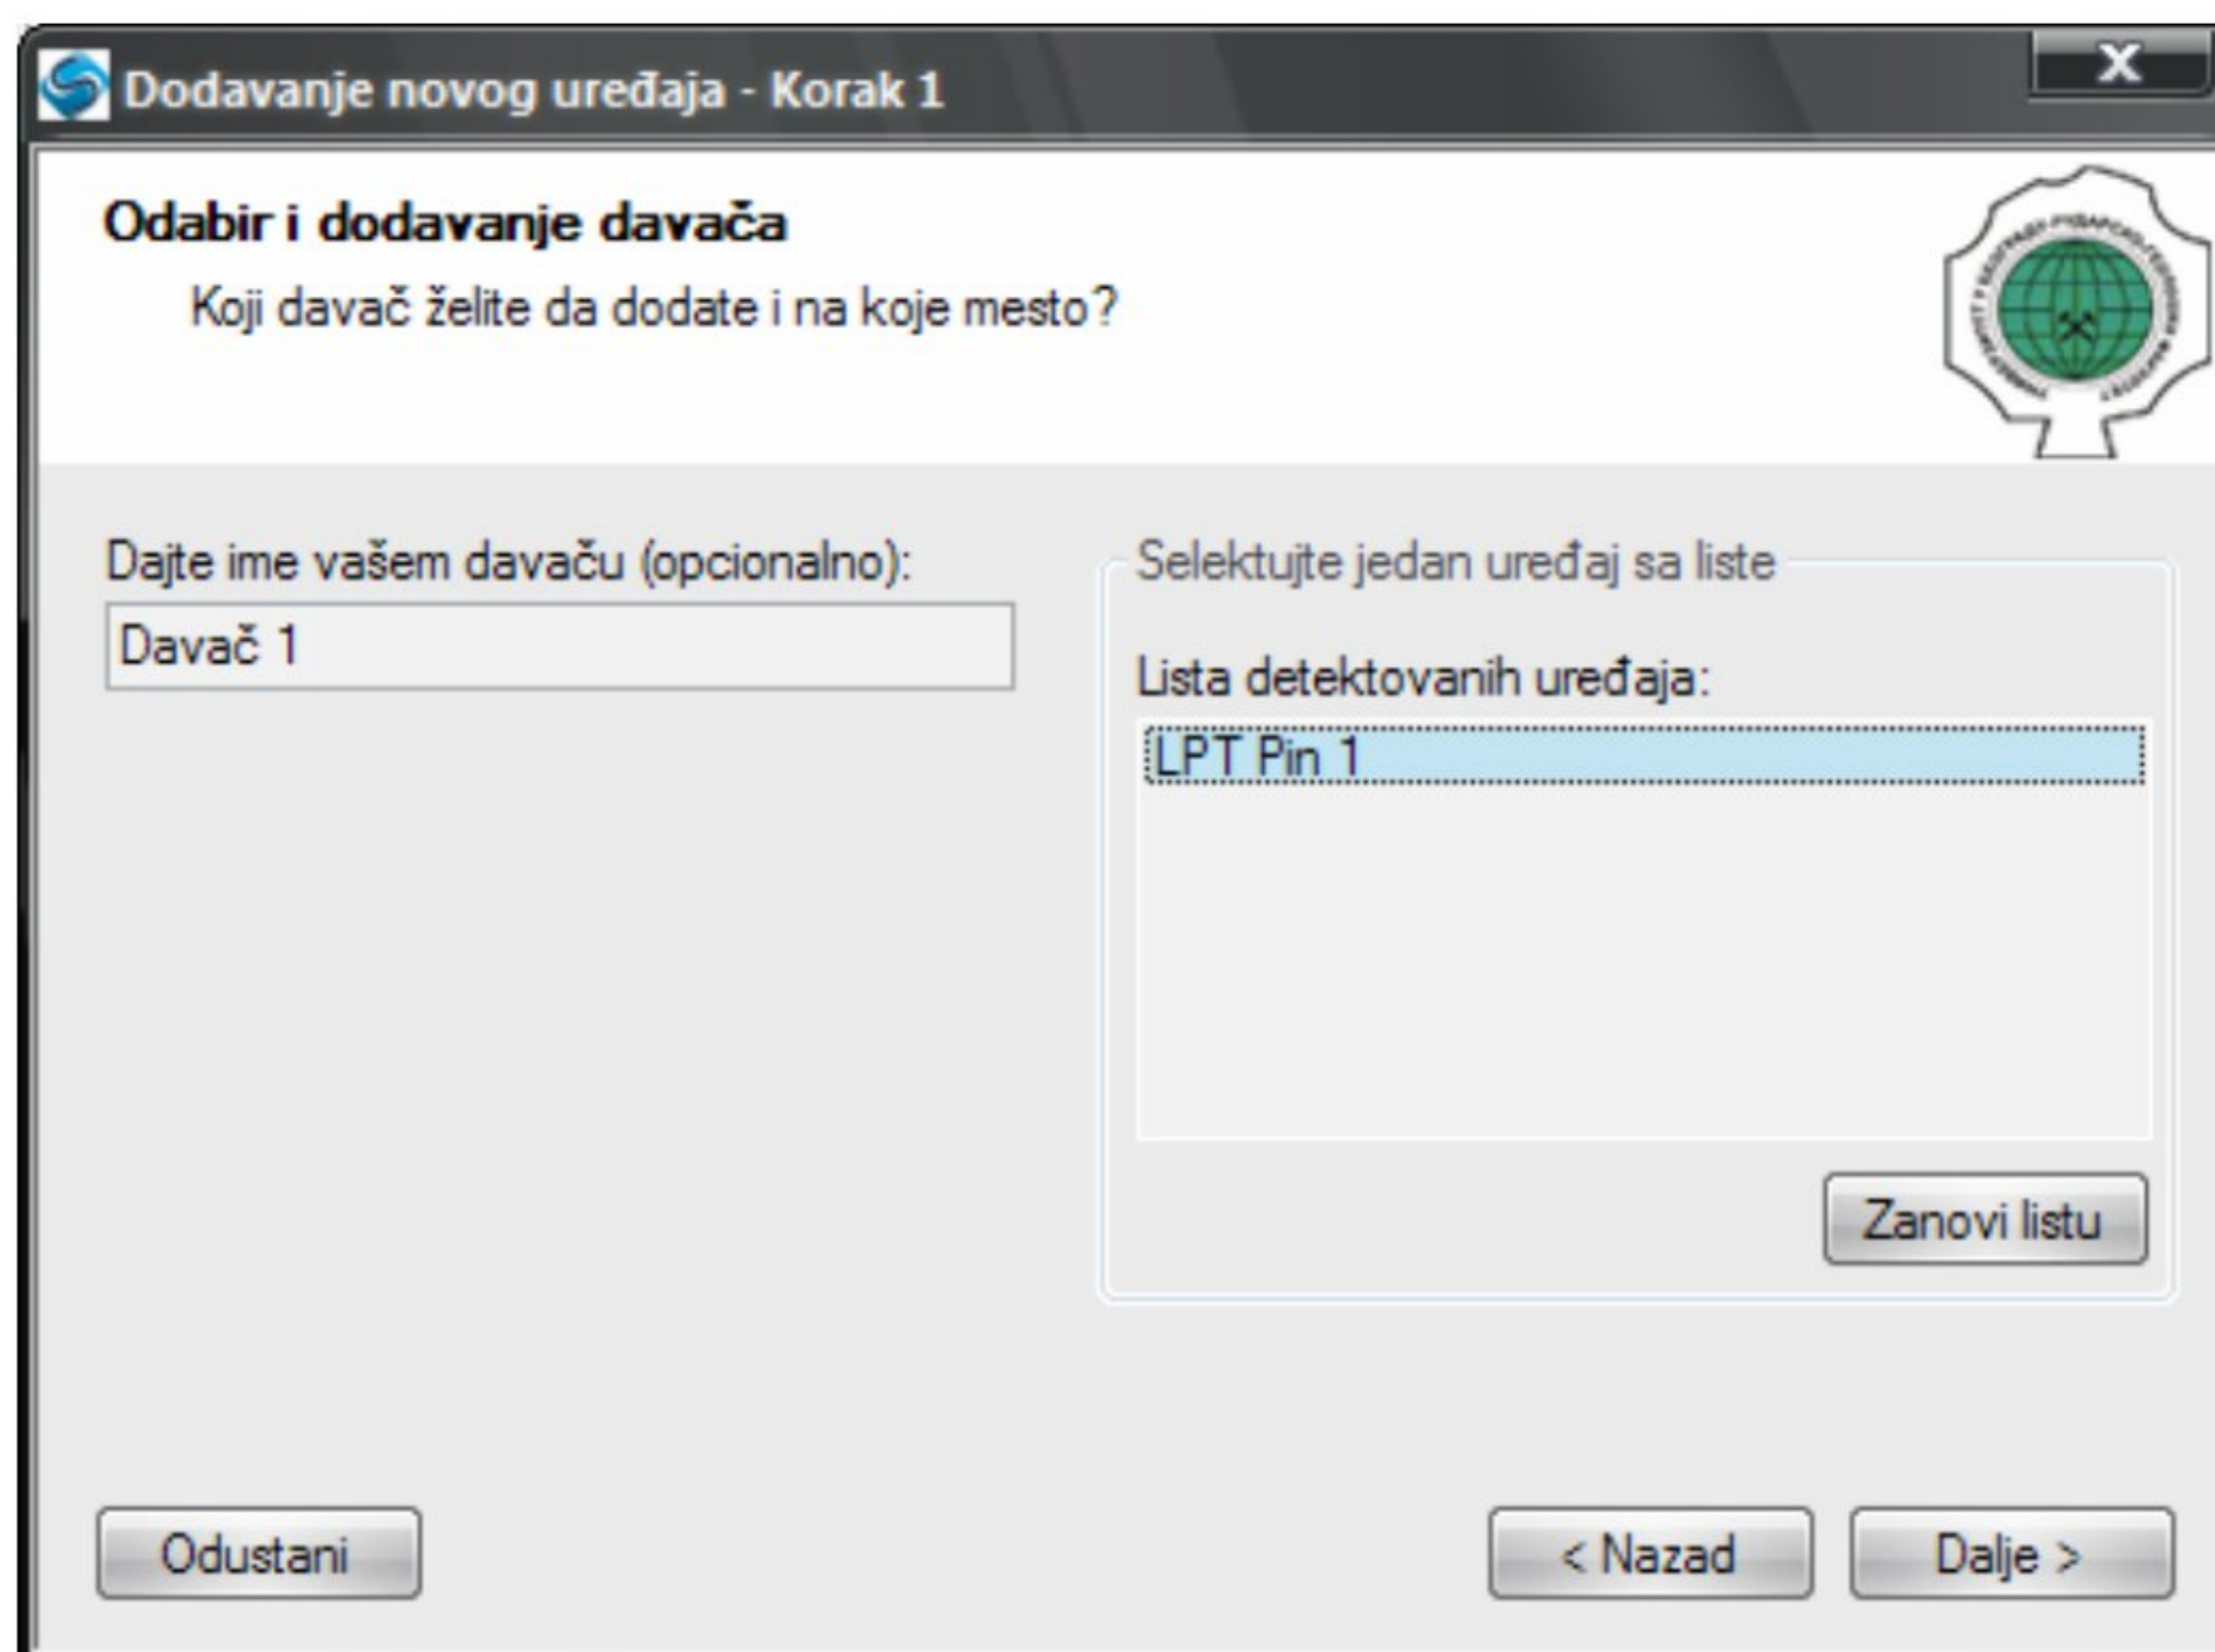 Dodavanje novog uređaja - Korak 1
Odabir i dodavanje davača
Koji davač želite da dodate i na koje mesto?
Dajte ime vašem davaču (opcionalno):
Davač 1
Selektujte jedan uređaj sa liste
Lista detektovanih uređaja:
LPT Pin 1
Zanovi listu
Odustani
< Nazad
Dalje >